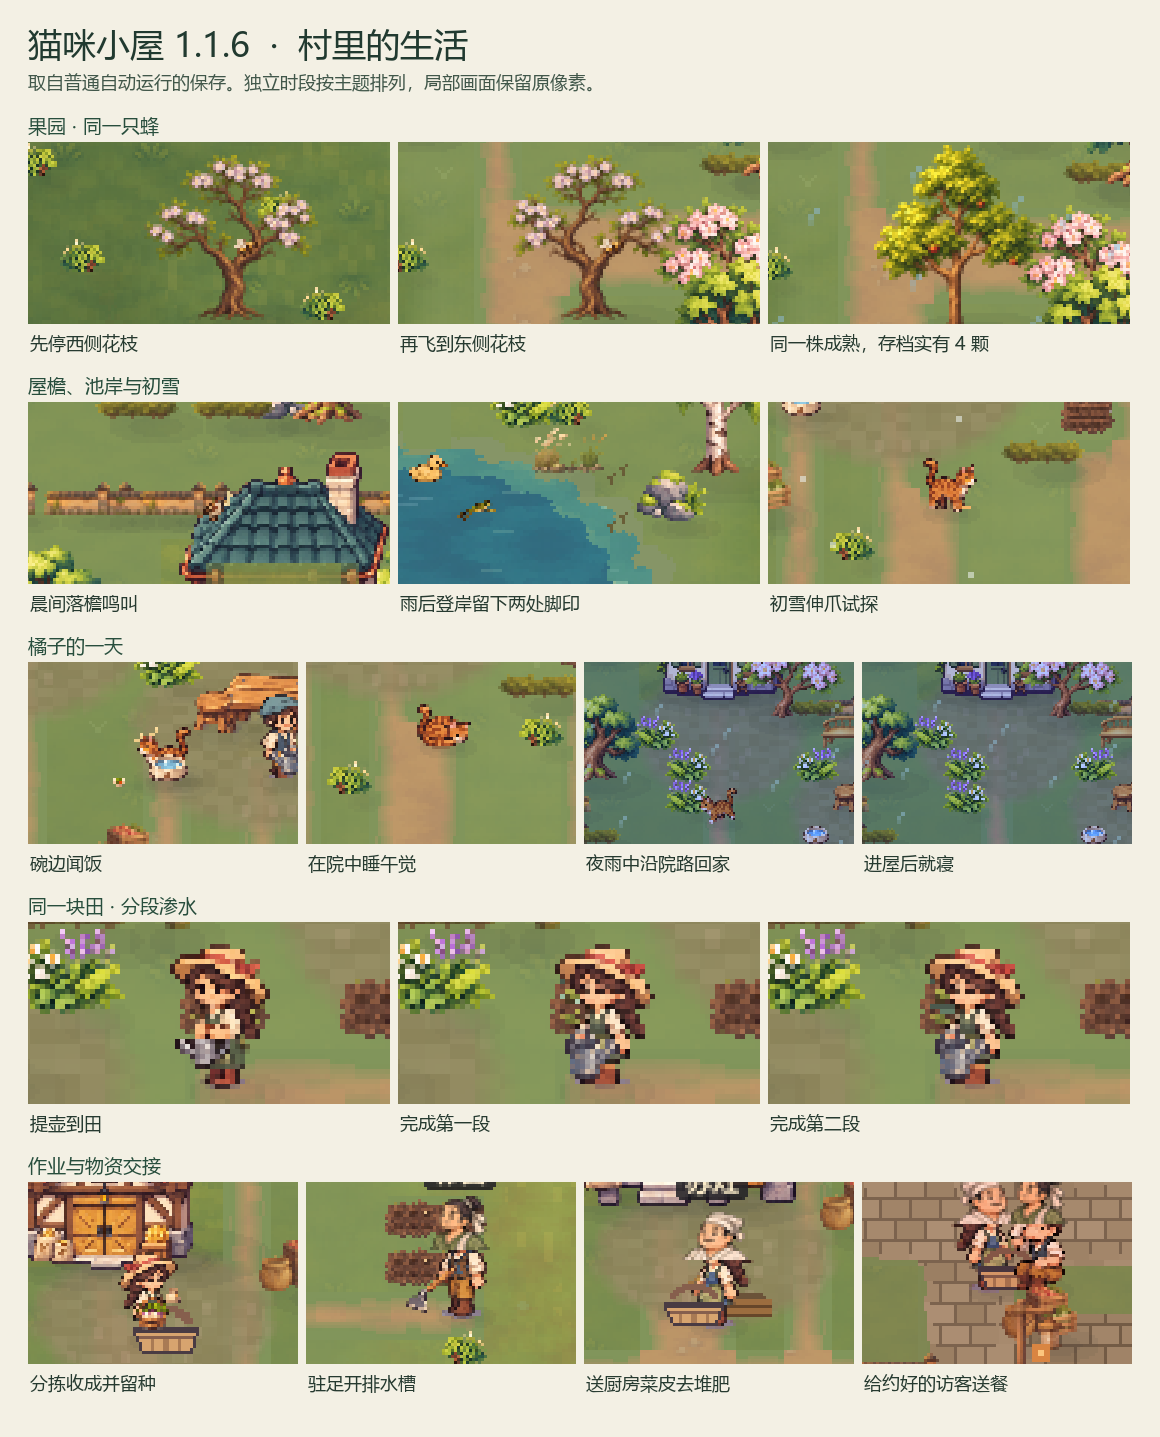 猫咪小屋 1.1.6 · 村里的生活
取自普通自动运行的保存。独立时段按主题排列，局部画面保留原像素。
果园 · 同一只蜂
先停西侧花枝
再飞到东侧花枝
同一株成熟，存档实有 4 颗
屋檐、池岸与初雪
晨间落檐鸣叫
雨后登岸留下两处脚印
初雪伸爪试探
橘子的一天
碗边闻饭
在院中睡午觉
夜雨中沿院路回家
进屋后就寝
同一块田 · 分段渗水
提壶到田
完成第一段
完成第二段
作业与物资交接
分拣收成并留种
驻足开排水槽
送厨房菜皮去堆肥
给约好的访客送餐